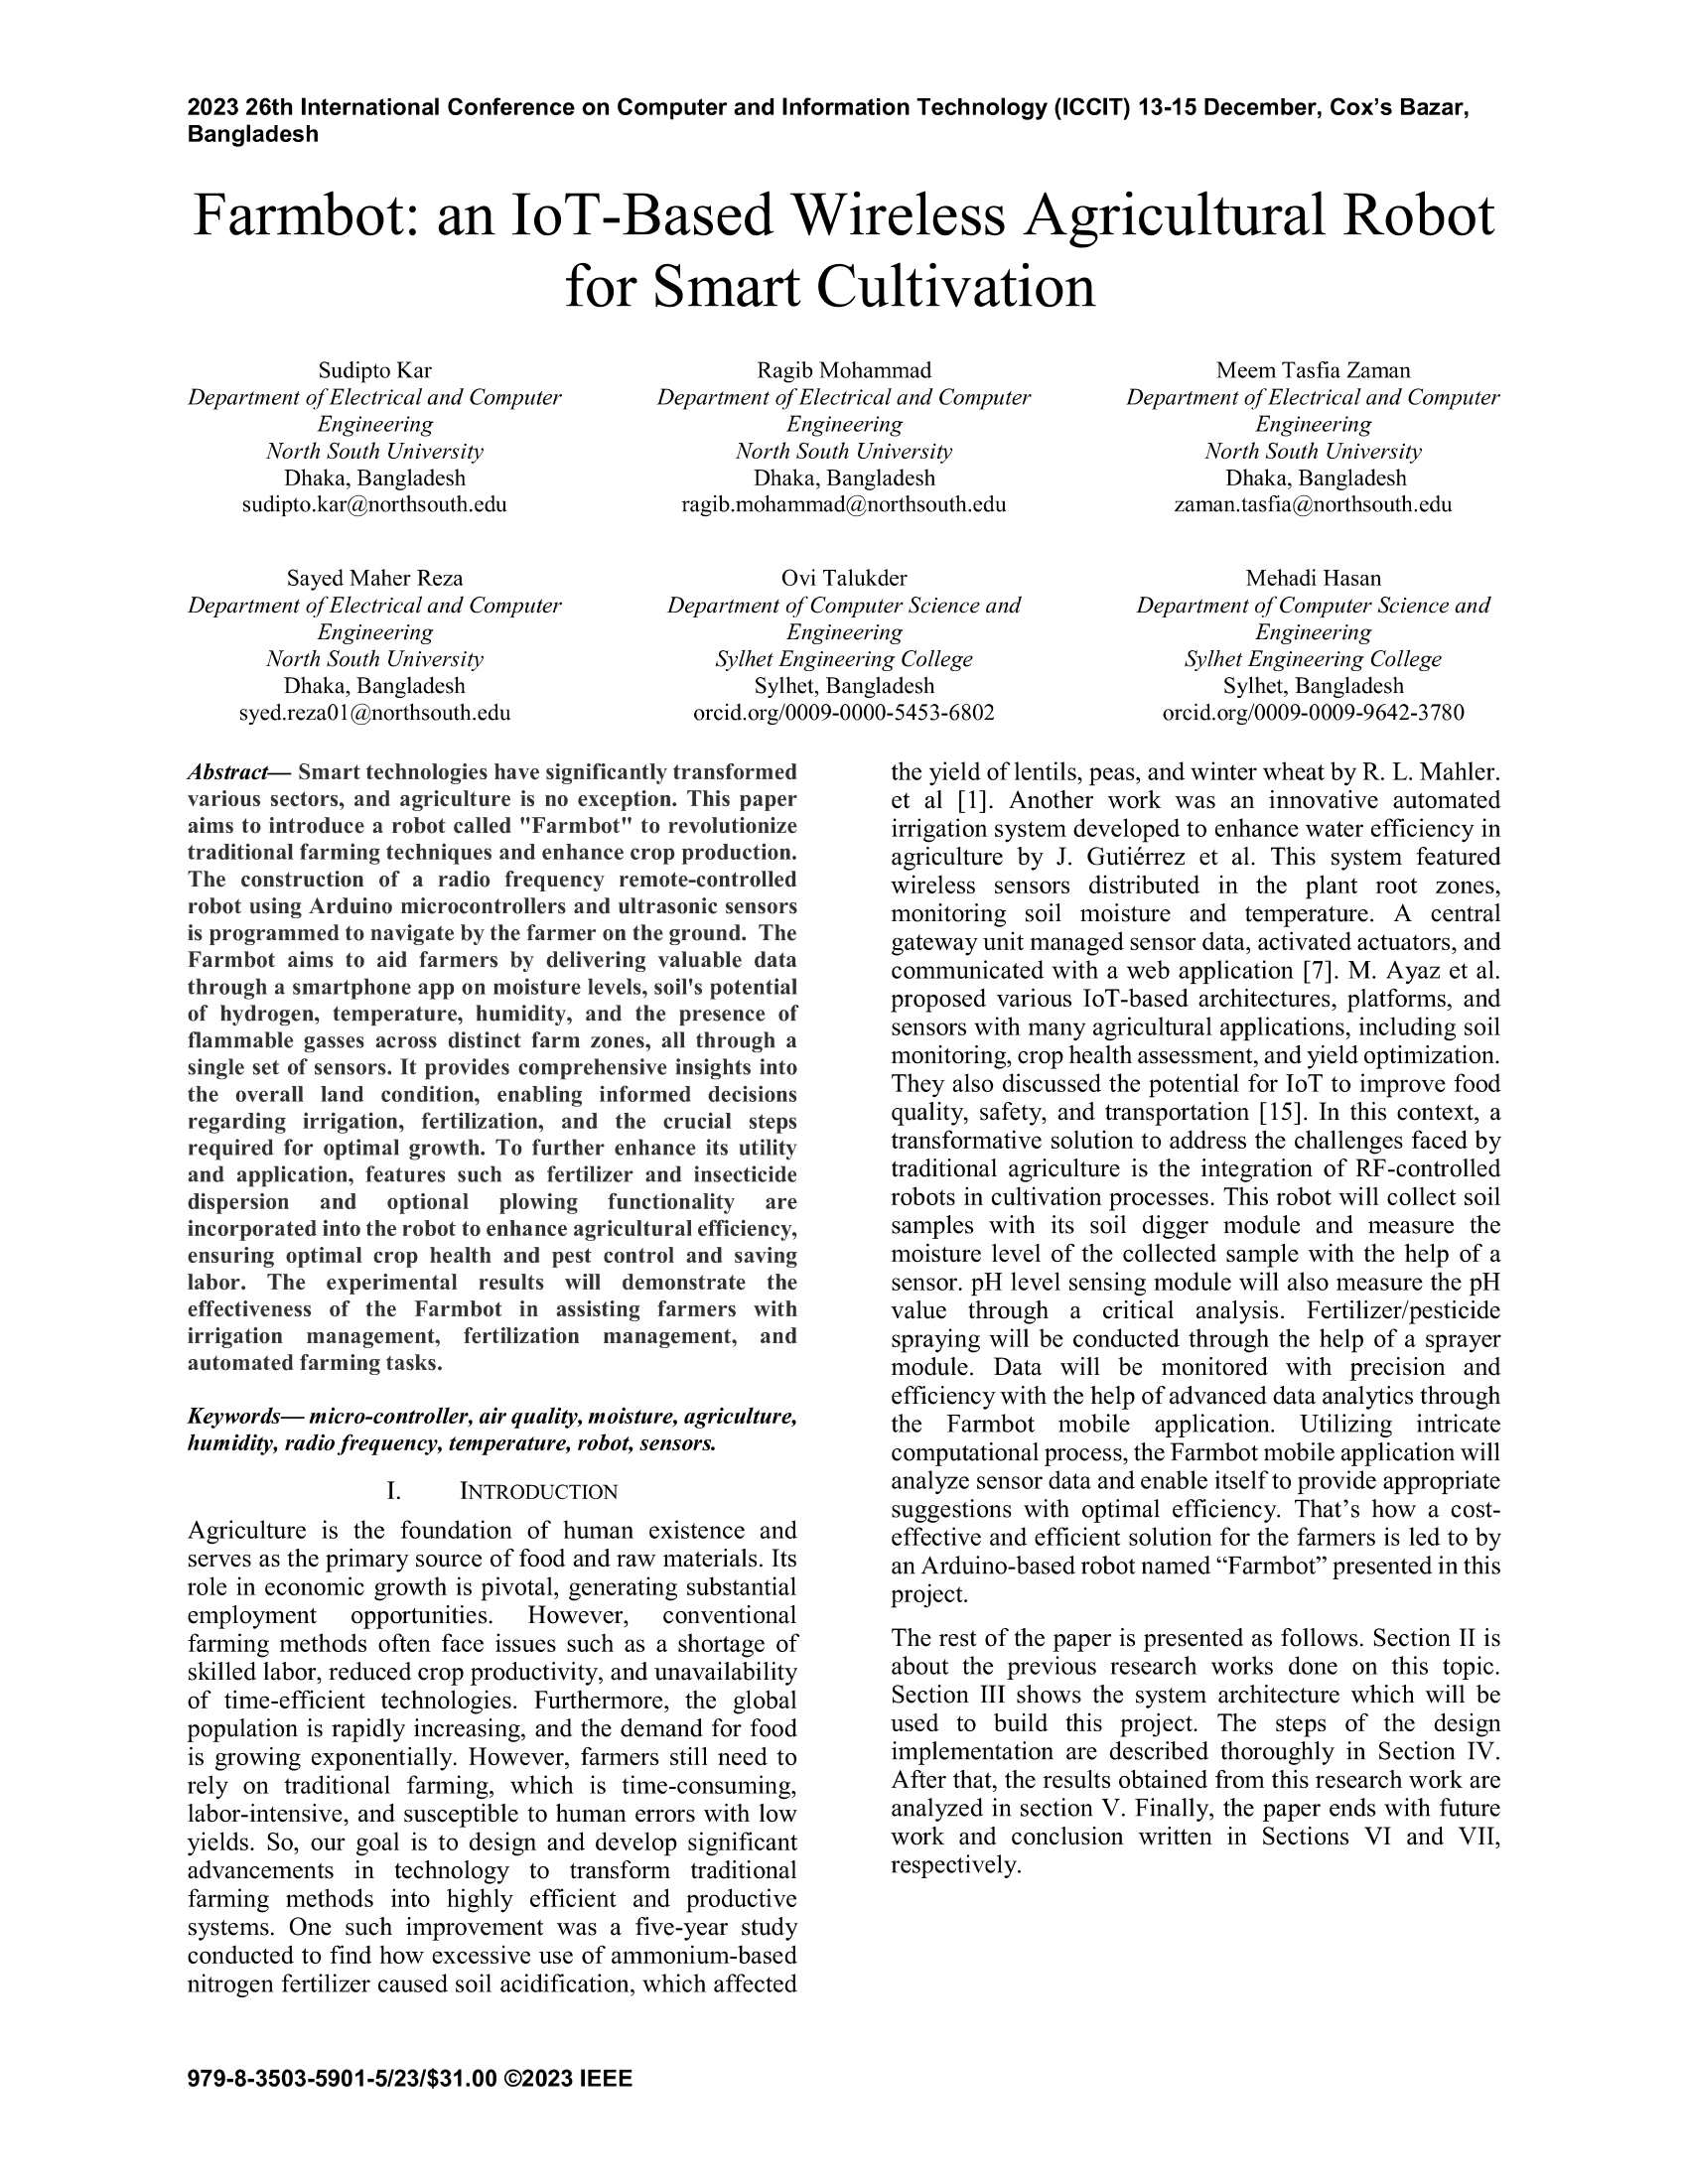 2023 26th International Conference on Computer and Information Technology (ICCIT) 13-15 December, Cox’s Bazar,
Bangladesh
Farmbot: an IoT-Based Wireless Agricultural Robot
for Smart Cultivation
Sudipto Kar
Department of Electrical and Computer
Engineering
North South University
Dhaka, Bangladesh
sudipto.kar@northsouth.edu
Ragib Mohammad
Department of Electrical and Computer
Engineering
North South University
Dhaka, Bangladesh
ragib.mohammad@northsouth.edu
Meem Tasfia Zaman
Department of Electrical and Computer
Engineering
North South University
Dhaka, Bangladesh
zaman.tasfia@northsouth.edu
Sayed Maher Reza
Department of Electrical and Computer
Engineering
North South University
Dhaka, Bangladesh
syed.reza01@northsouth.edu
Ovi Talukder
Department of Computer Science and
Engineering
Sylhet Engineering College
Sylhet, Bangladesh
orcid.org/0009-0000-5453-6802
Mehadi Hasan
Department of Computer Science and
Engineering
Sylhet Engineering College
Sylhet, Bangladesh
orcid.org/0009-0009-9642-3780
Abstract— Smart technologies have significantly transformed
various sectors, and agriculture is no exception. This paper
aims to introduce a robot called "Farmbot" to revolutionize
traditional farming techniques and enhance crop production.
The construction of a radio frequency remote-controlled
robot using Arduino microcontrollers and ultrasonic sensors
is programmed to navigate by the farmer on the ground. The
Farmbot aims to aid farmers by delivering valuable data
through a smartphone app on moisture levels, soil's potential
of hydrogen, temperature, humidity, and the presence of
flammable gasses across distinct farm zones, all through a
single set of sensors. It provides comprehensive insights into
the overall land condition, enabling informed decisions
regarding irrigation, fertilization, and the crucial steps
required for optimal growth. To further enhance its utility
and application, features such as fertilizer and insecticide
dispersion and optional plowing functionality are
incorporated into the robot to enhance agricultural efficiency,
ensuring optimal crop health and pest control and saving
labor. The experimental results will demonstrate the
effectiveness of the Farmbot in assisting farmers with
irrigation management, fertilization management, and
automated farming tasks.
Keywords— micro-controller, air quality, moisture, agriculture,
humidity, radio frequency, temperature, robot, sensors.
I. INTRODUCTION
Agriculture is the foundation of human existence and
serves as the primary source of food and raw materials. Its
role in economic growth is pivotal, generating substantial
employment opportunities. However, conventional
farming methods often face issues such as a shortage of
skilled labor, reduced crop productivity, and unavailability
of time-efficient technologies. Furthermore, the global
population is rapidly increasing, and the demand for food
is growing exponentially. However, farmers still need to
rely on traditional farming, which is time-consuming,
labor-intensive, and susceptible to human errors with low
yields. So, our goal is to design and develop significant
advancements in technology to transform traditional
farming methods into highly efficient and productive
systems. One such improvement was a five-year study
conducted to find how excessive use of ammonium-based
nitrogen fertilizer caused soil acidification, which affected
the yield of lentils, peas, and winter wheat by R. L. Mahler.
et al [1]. Another work was an innovative automated
irrigation system developed to enhance water efficiency in
agriculture by J. Gutiérrez et al. This system featured
wireless sensors distributed in the plant root zones,
monitoring soil moisture and temperature. A central
gateway unit managed sensor data, activated actuators, and
communicated with a web application [7]. M. Ayaz et al.
proposed various IoT-based architectures, platforms, and
sensors with many agricultural applications, including soil
monitoring, crop health assessment, and yield optimization.
They also discussed the potential for IoT to improve food
quality, safety, and transportation [15]. In this context, a
transformative solution to address the challenges faced by
traditional agriculture is the integration of RF-controlled
robots in cultivation processes. This robot will collect soil
samples with its soil digger module and measure the
moisture level of the collected sample with the help of a
sensor. pH level sensing module will also measure the pH
value through a critical analysis. Fertilizer/pesticide
spraying will be conducted through the help of a sprayer
module. Data will be monitored with precision and
efficiency with the help of advanced data analytics through
the Farmbot mobile application. Utilizing intricate
computational process, the Farmbot mobile application will
analyze sensor data and enable itself to provide appropriate
suggestions with optimal efficiency. That’s how a cost-
effective and efficient solution for the farmers is led to by
an Arduino-based robot named “Farmbot” presented in this
project.
The rest of the paper is presented as follows. Section II is
about the previous research works done on this topic.
Section III shows the system architecture which will be
used to build this project. The steps of the design
implementation are described thoroughly in Section IV.
After that, the results obtained from this research work are
analyzed in section V. Finally, the paper ends with future
work and conclusion written in Sections VI and VII,
respectively.
979-8-3503-5901-5/23/$31.00 ©2023 IEEE